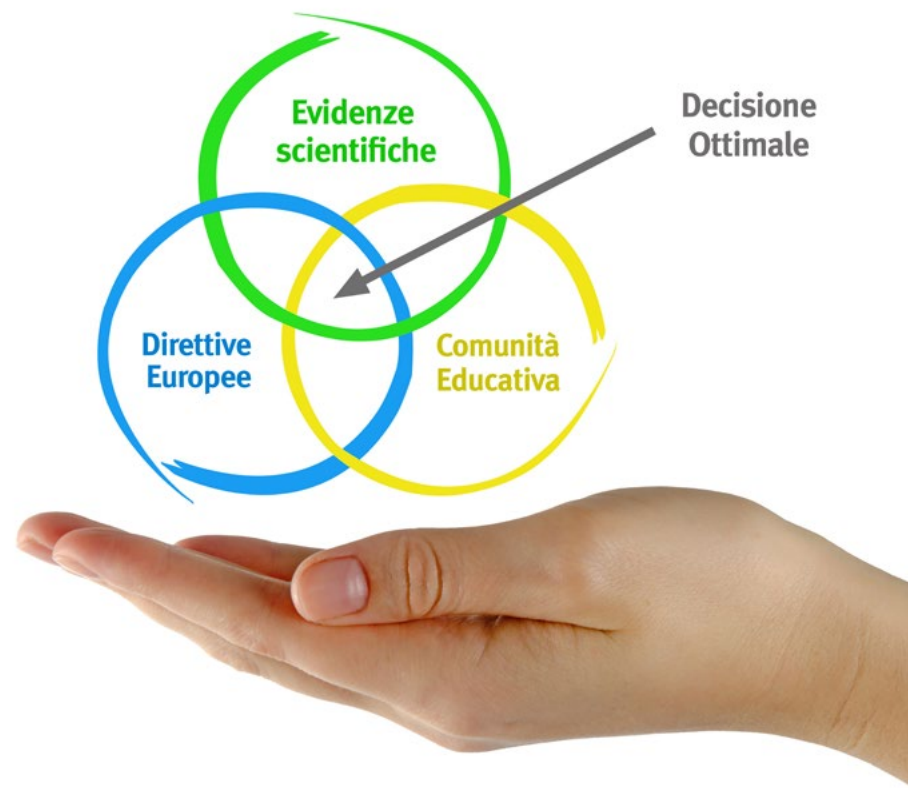 Evidenze
scientifiche
Decisione
Ottimale
Direttive
Europee
Comunità
Educativa